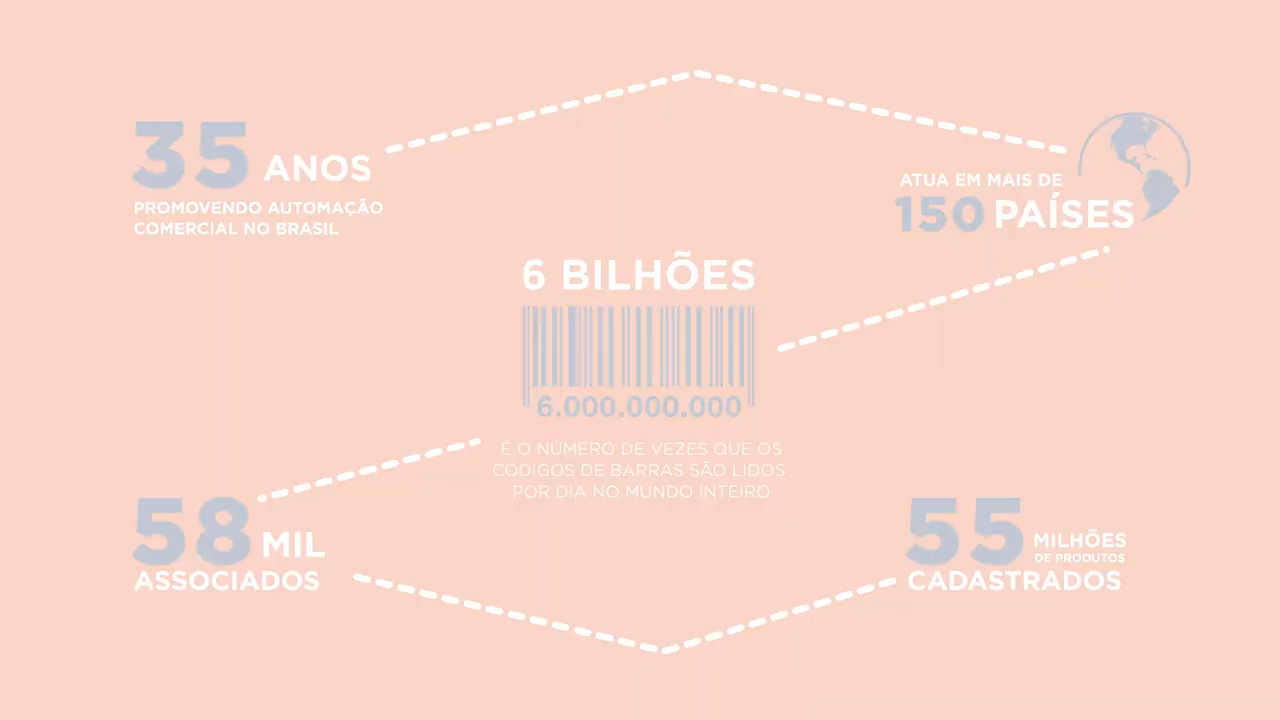 35 ANOS
PROMOVENDO AUTOMAÇÃO
COMERCIAL NO BRASIL
ATUA EM MAIS DE
150 PAÍSES
6 BILHÕES
6.000.000.000
É O NÚMERO DE VEZES QUE OS
CODIGOS DE BARRAS SÃO LIDOS
POR DIA NO MUNDO INTEIRO
58 MIL
ASSOCIADOS
55 MILHÕES
DE PRODUTOS
CADASTRADOS